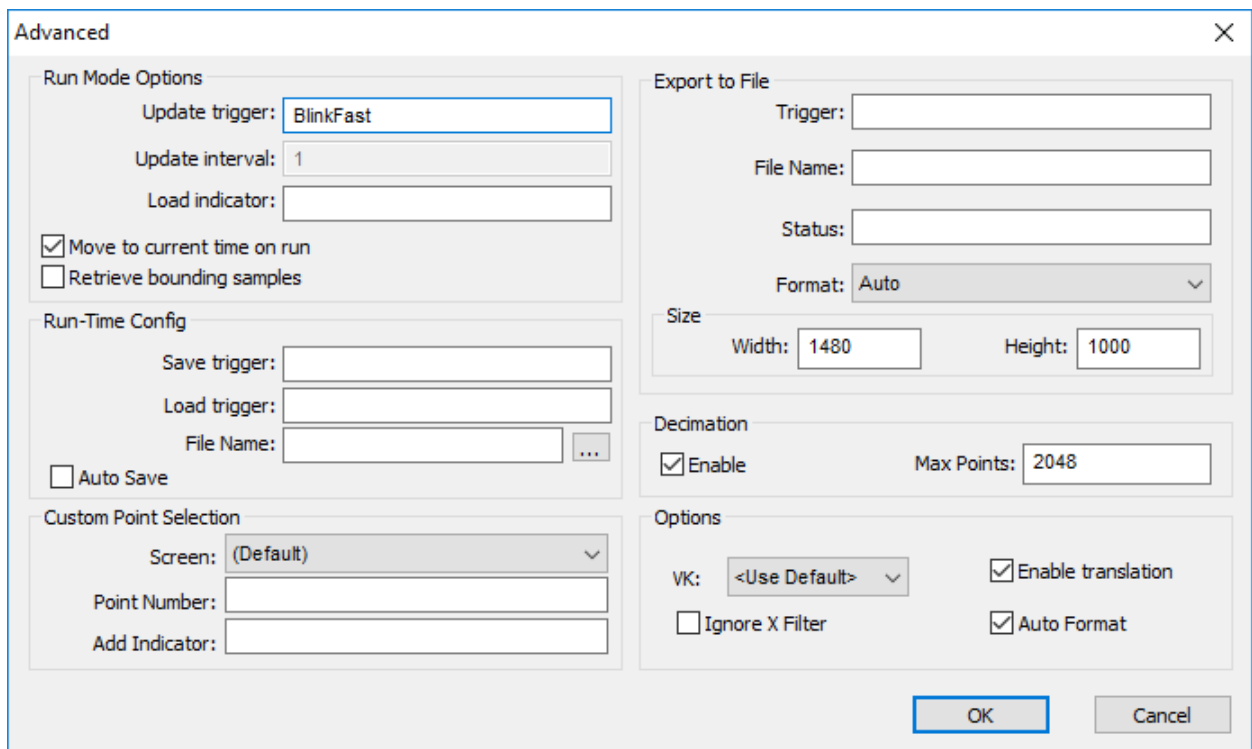 Advanced
Run Mode Options
Update trigger: BlinkFast
Update interval: 1
Load indicator:
Move to current time on run
Retrieve bounding samples
Run-Time Config
Save trigger:
Load trigger:
File Name: ...
Auto Save
Custom Point Selection
Screen: (Default)
Point Number:
Add Indicator:
Export to File
Trigger:
File Name:
Status:
Format: Auto
Size
Width: 1480 Height: 1000
Decimation
Enable Max Points: 2048
Options
VK: <Use Default> Enable translation
Ignore X Filter Auto Format
OK Cancel